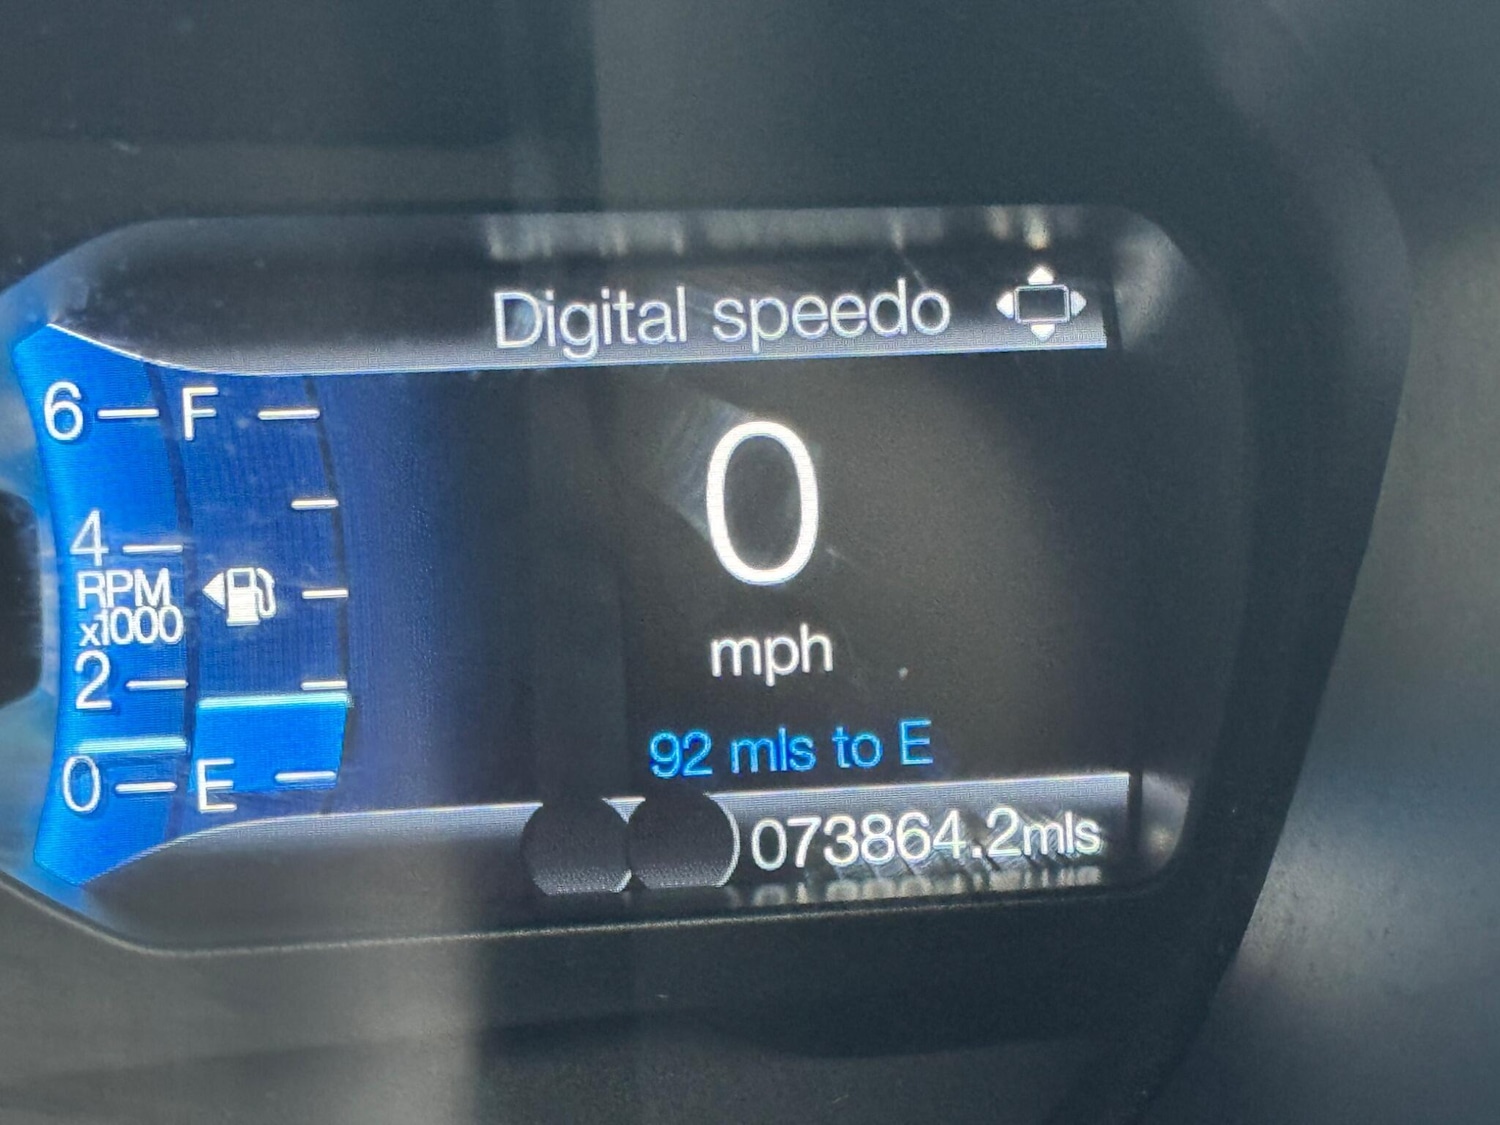 Digital speedo
6 F
0
4
RPM
x1000
mph
2
92 mls to E
0 E
073864.2mls